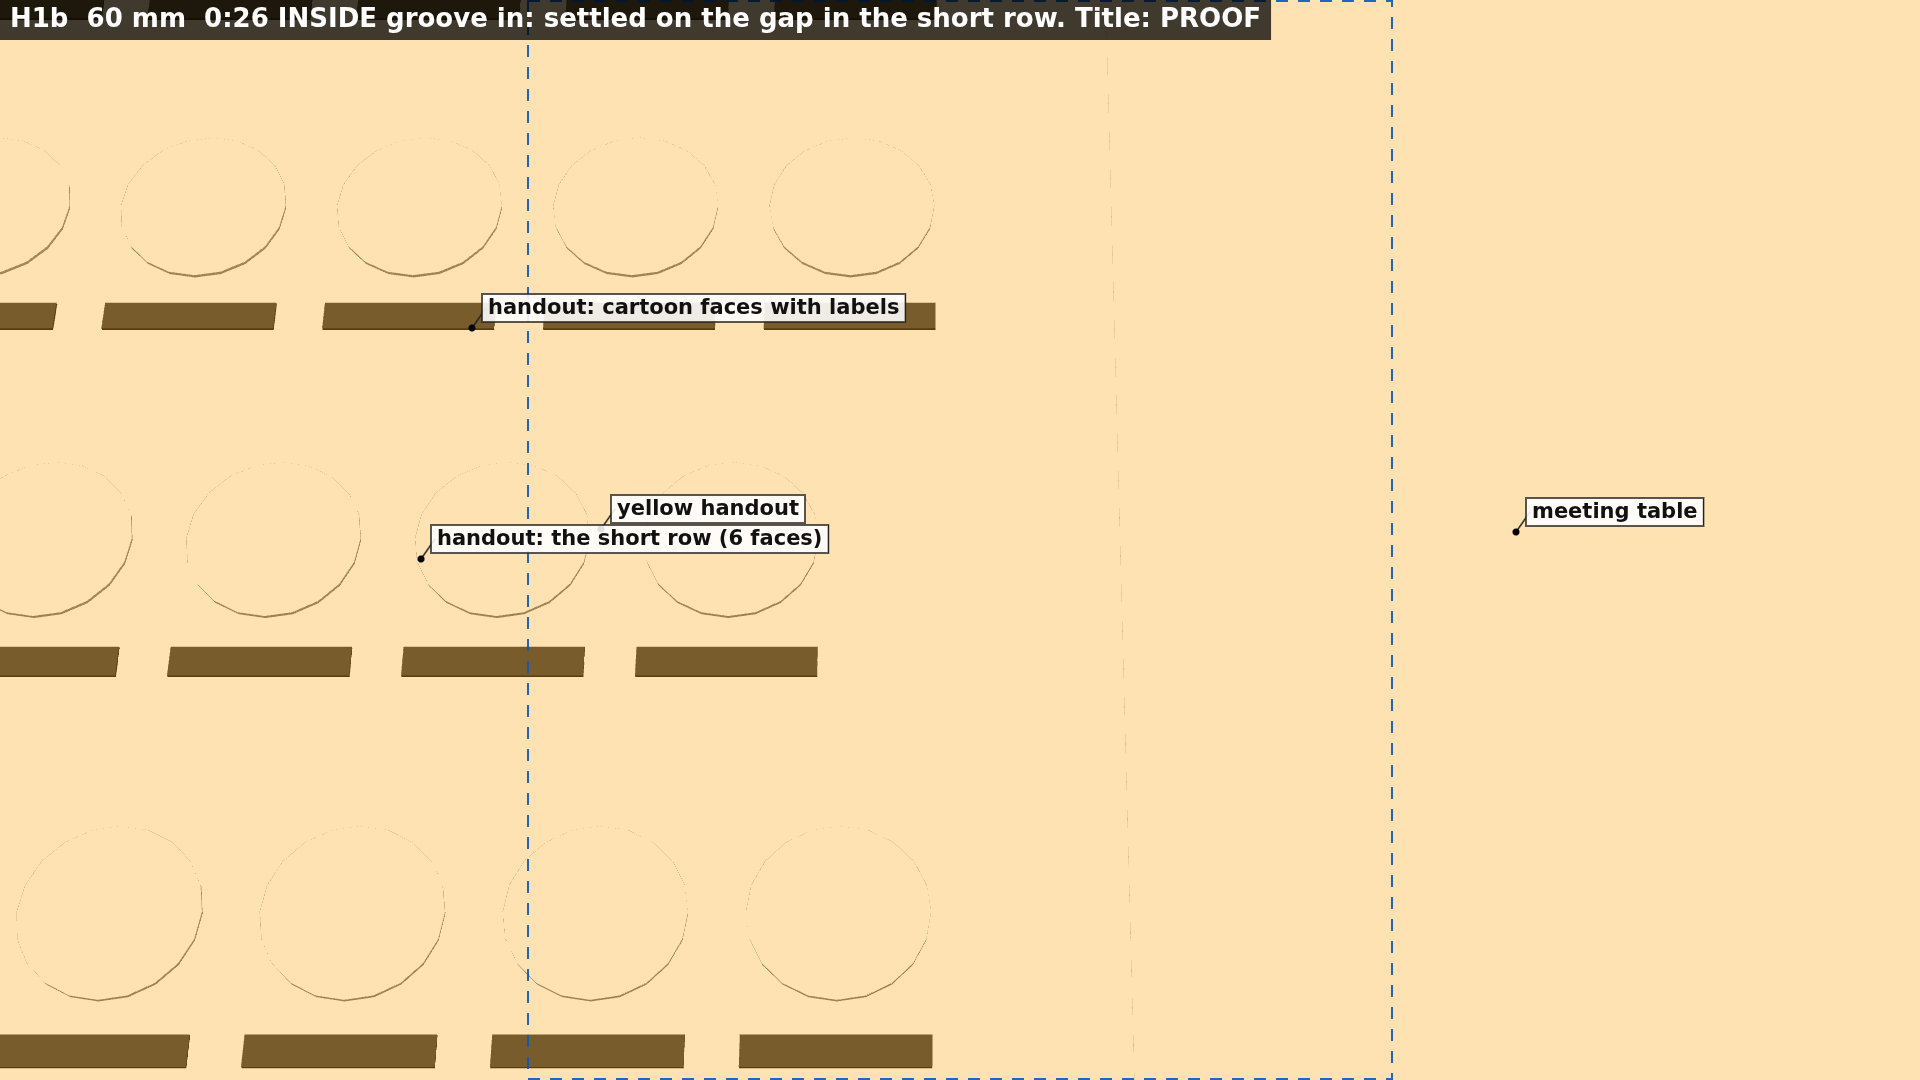 H1b 60 mm 0:26 INSIDE groove in: settled on the gap in the short row. Title: PROOF
handout: cartoon faces with labels
yellow handout
meeting table
handout: the short row (6 faces)